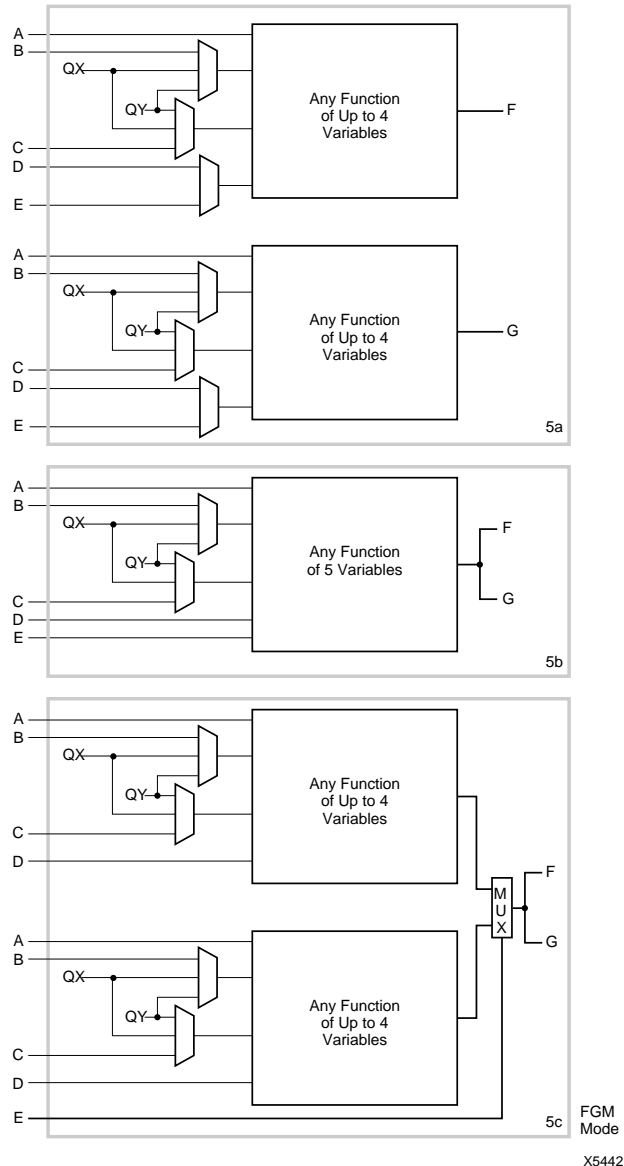 A
B
QX
QY
C
D
E
Any Function
of Up to 4
Variables
F
A
B
QX
QY
C
D
E
Any Function
of Up to 4
Variables
G
5a
A
B
QX
QY
C
D
E
Any Function
of 5 Variables
F
G
5b
A
B
QX
QY
C
D
Any Function
of Up to 4
Variables
M
U
X
F
G
A
B
QX
QY
C
D
E
Any Function
of Up to 4
Variables
5c
FGM
Mode
X5442